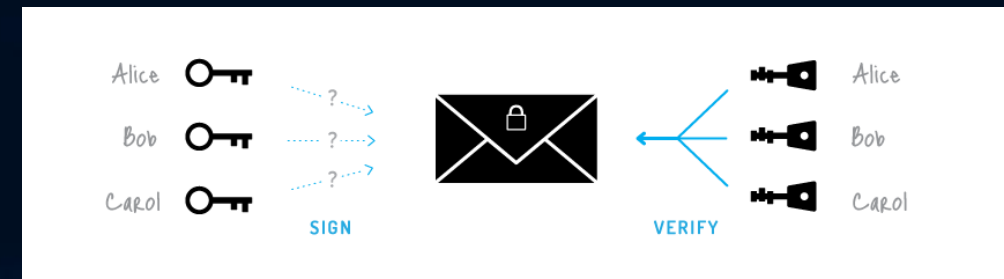 Alice ? Alice
Bob ? Bob
Carol ? Carol
SIGN VERIFY